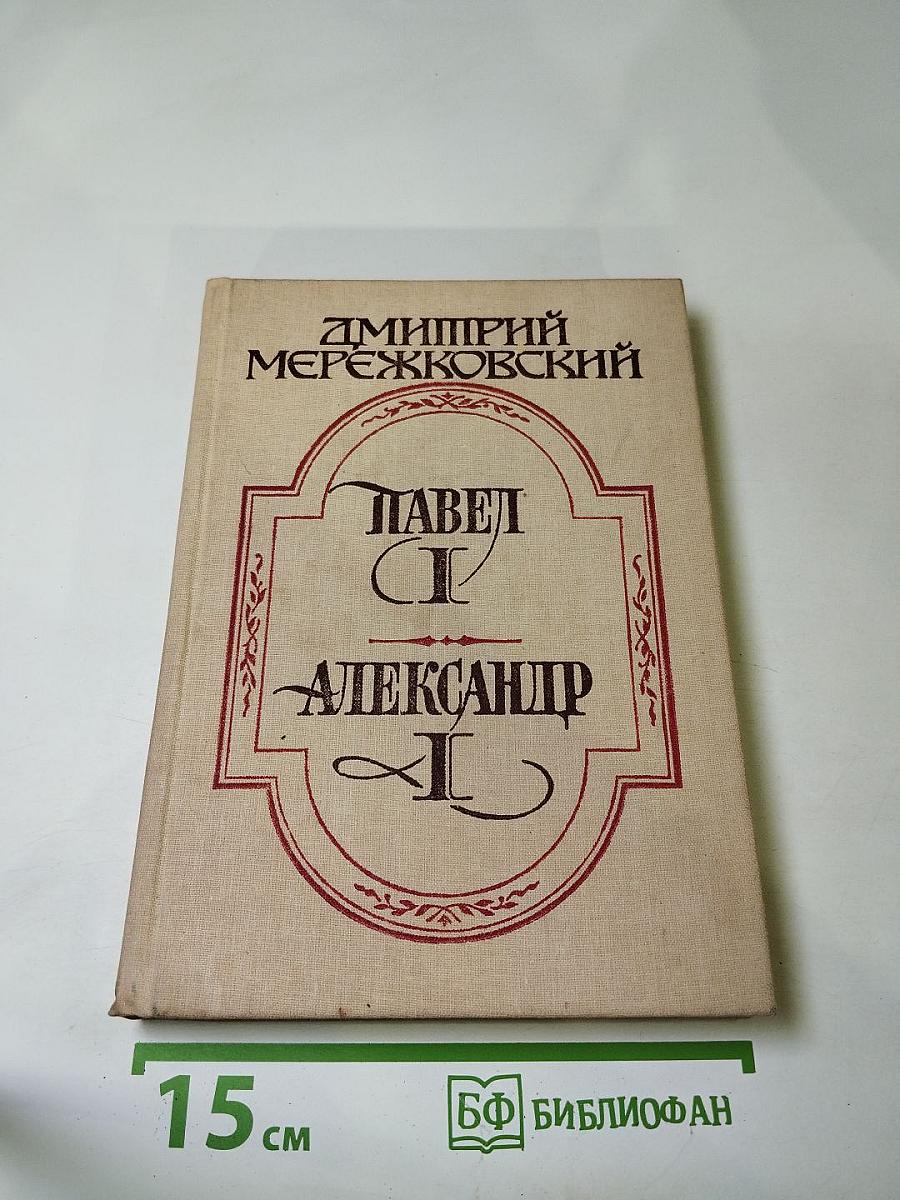 ДМИТРИЙ
МЕРЕЖКОВСКИЙ
ПАВЕЛ
I
АЛЕКСАНДР
I
15 см
БФ БИБЛИОФАН